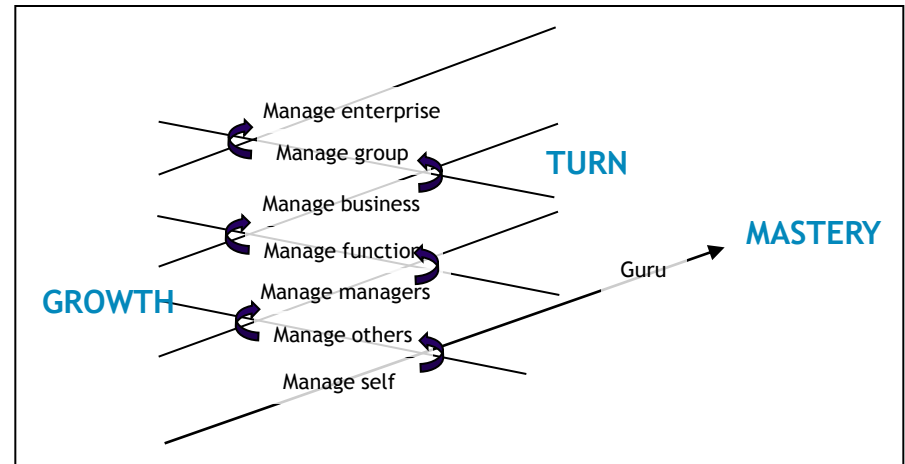 Manage enterprise
Manage group
TURN
Manage business
MASTERY
Manage function
Guru
Manage managers
GROWTH
Manage others
Manage self